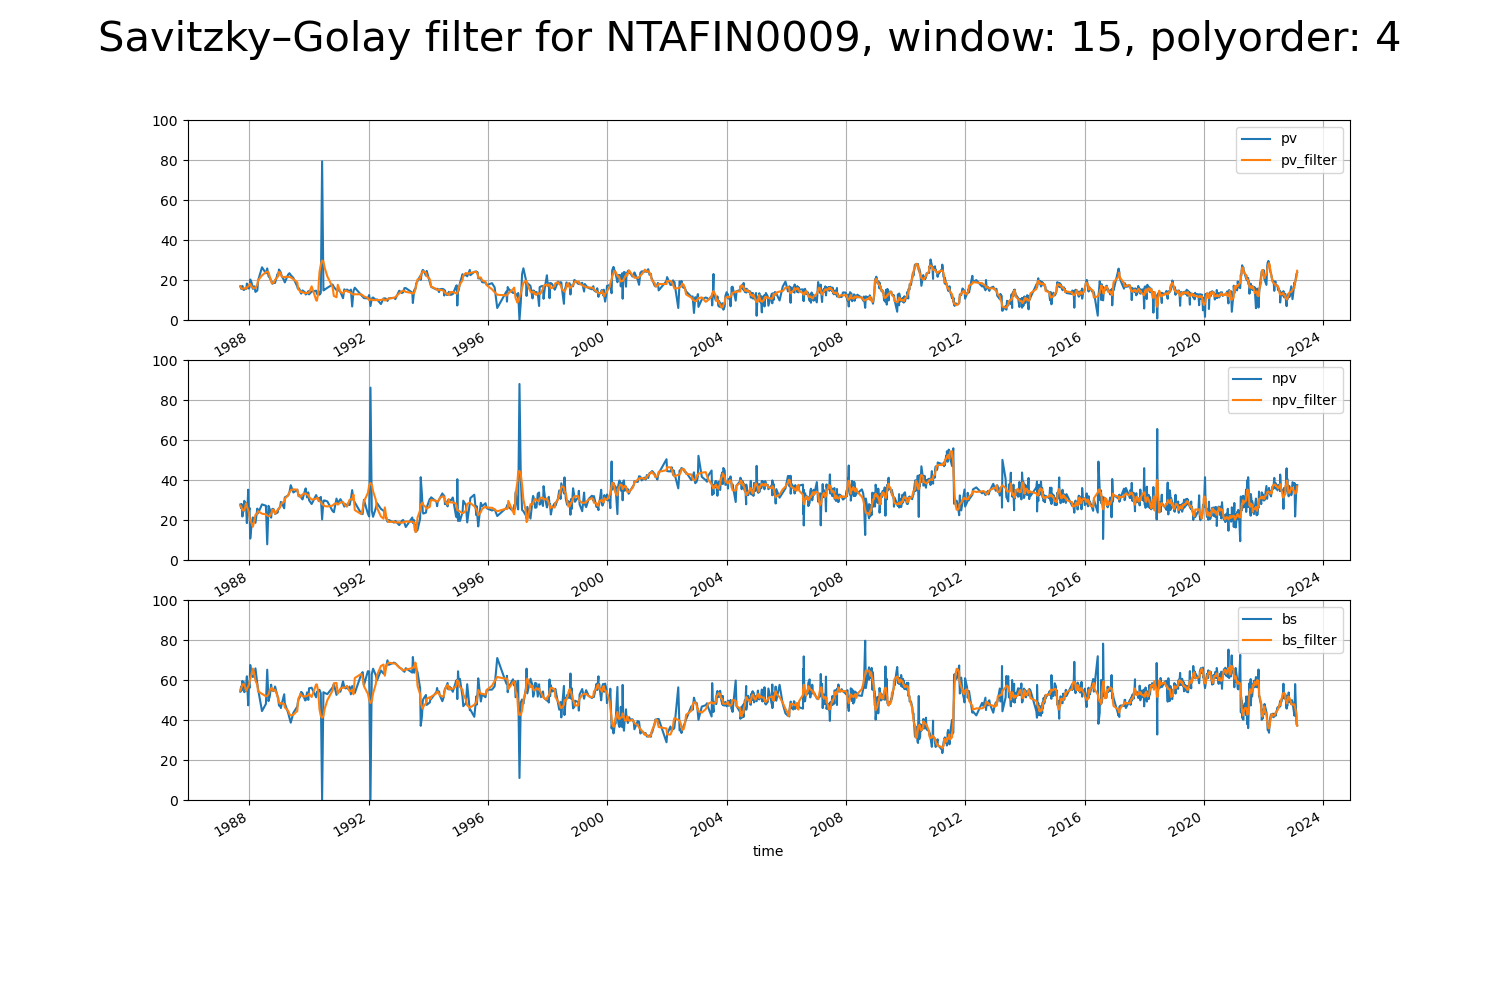 Savitzky–Golay filter for NTAFIN0009, window: 15, polyorder: 4
100
80
60
40
20
0
pv
pv_filter
1988 1992 1996 2000 2004 2008 2012 2016 2020 2024
100
80
60
40
20
0
npv
npv_filter
1988 1992 1996 2000 2004 2008 2012 2016 2020 2024
100
80
60
40
20
0
bs
bs_filter
1988 1992 1996 2000 2004 2008 2012 2016 2020 2024
time